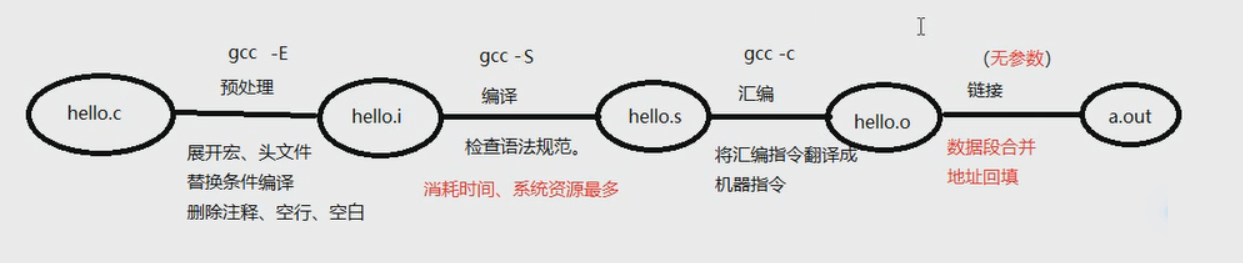 hello.c
gcc -E
预处理
展开宏、头文件
替换条件编译
删除注释、空行、空白
hello.i
gcc -S
编译
检查语法规范。
消耗时间、系统资源最多
hello.s
gcc -c
汇编
将汇编指令翻译成
机器指令
hello.o
(无参数)
链接
数据段合并
地址回填
a.out